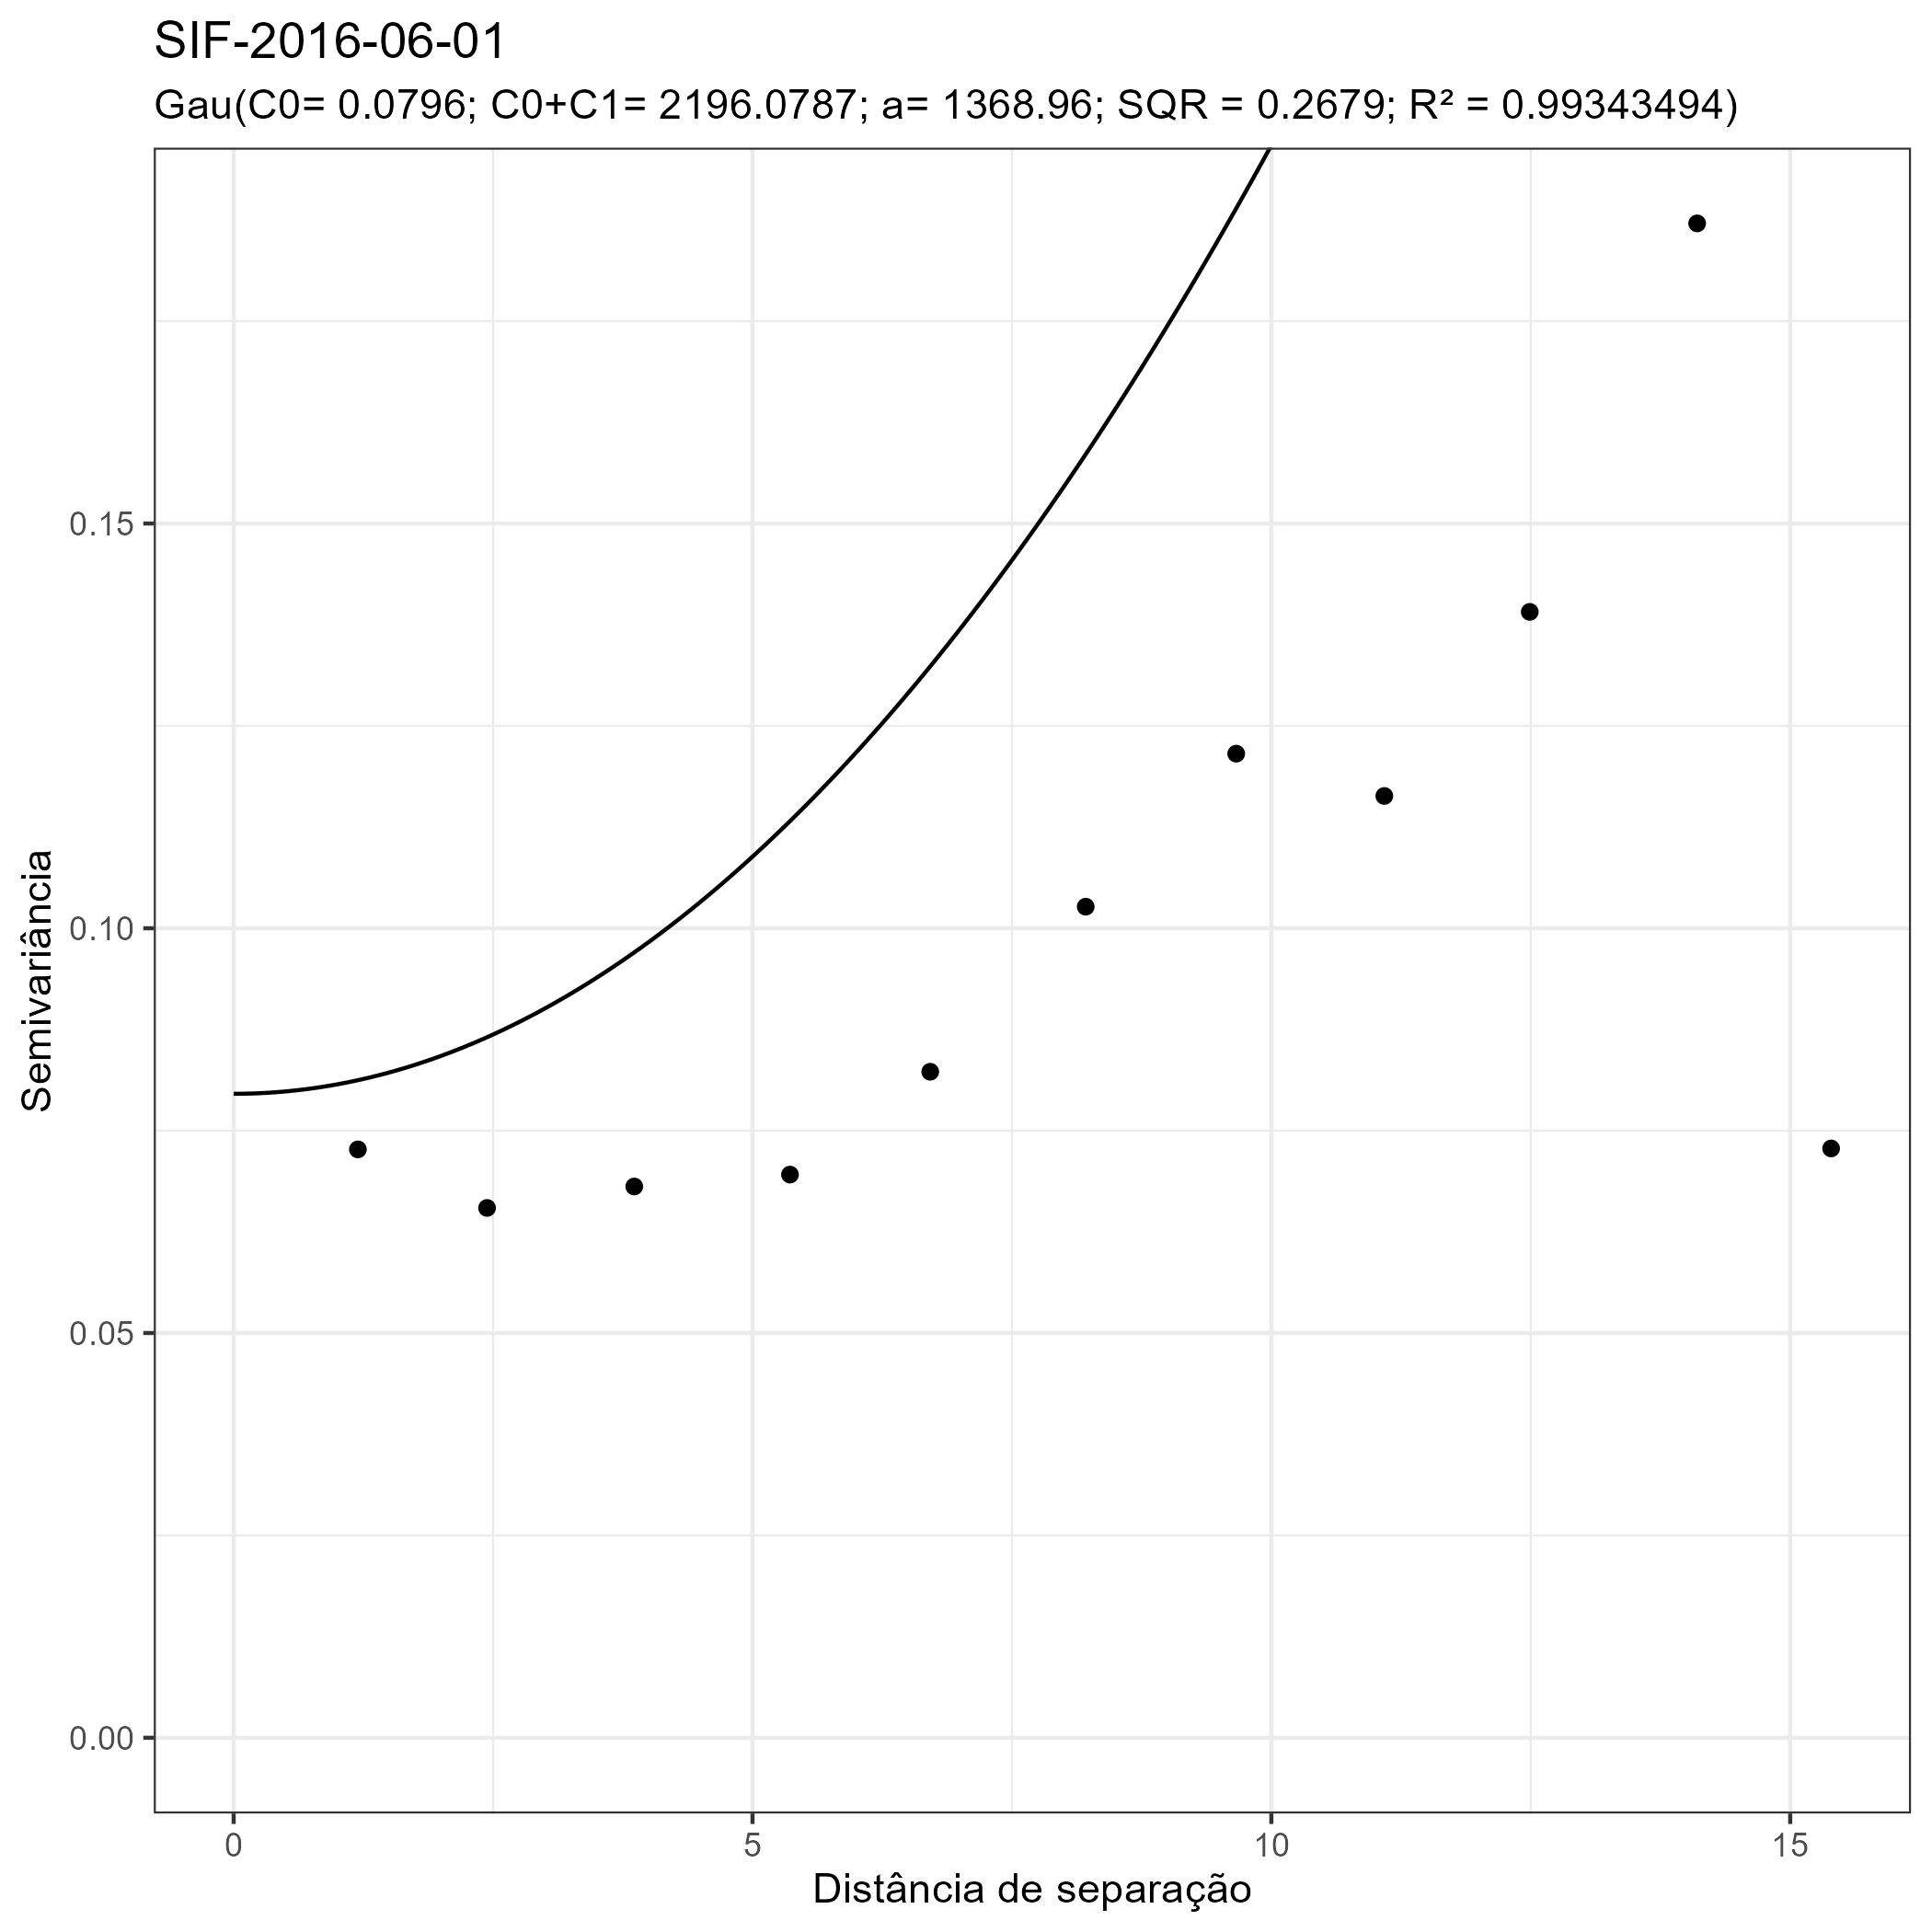 SIF-2016-06-01
Gau(C0= 0.0796; C0+C1= 2196.0787; a= 1368.96; SQR = 0.2679; R² = 0.99343494)
Semivariância
0.15
0.10
0.05
0.00
0 5 10 15
Distância de separação